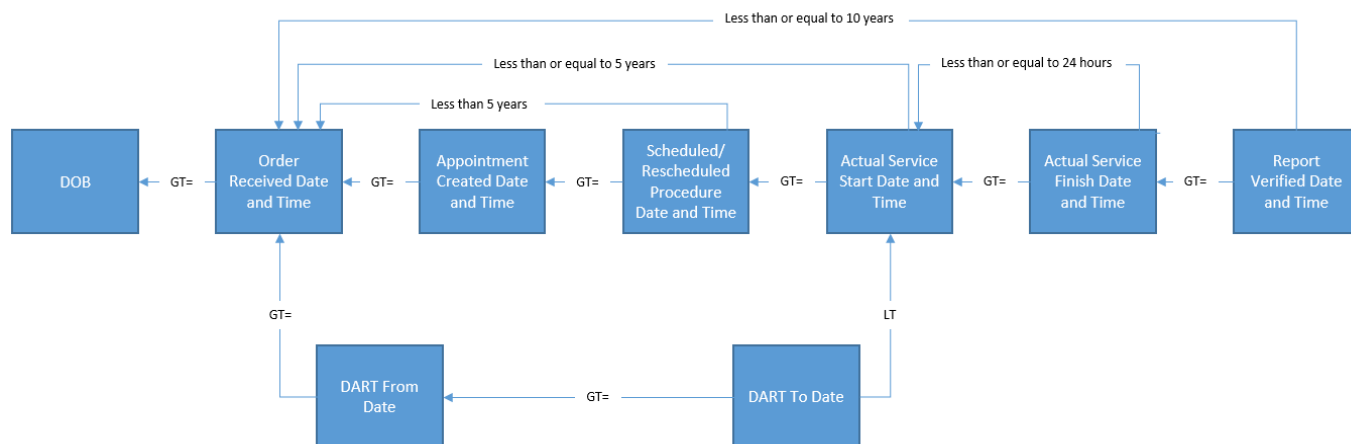 Less than or equal to 10 years
Less than or equal to 5 years
Less than or equal to 24 hours
Less than 5 years
DOB
GT=
Order
Received Date
and Time
GT=
Appointment
Created Date
and Time
GT=
Scheduled/
Rescheduled
Procedure
Date and Time
GT=
Actual Service
Start Date and
Time
GT=
Actual Service
Finish Date
and Time
GT=
Report
Verified Date
and Time
GT=
LT
DART From
Date
GT=
DART To Date